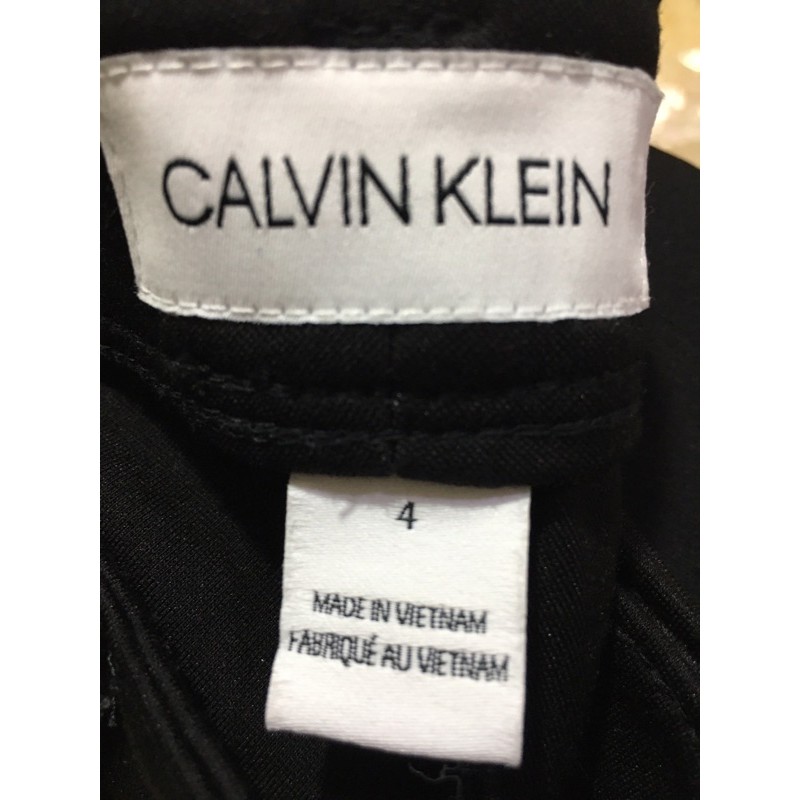 CALVIN KLEIN
4
MADE IN VIETNAM
FABRIQUÉ AU VIETNAM